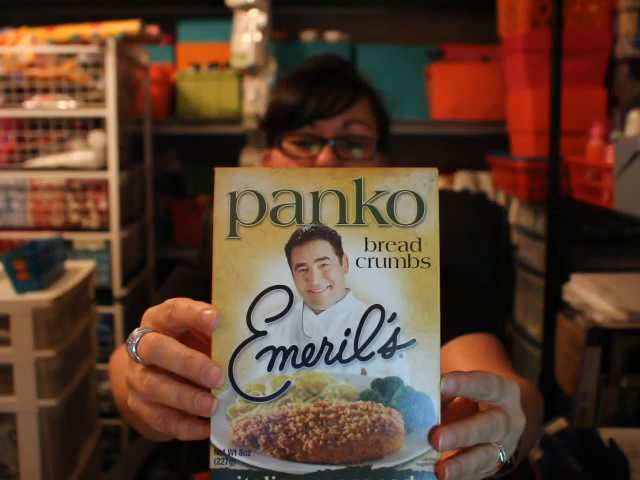 panko
bread
crumbs
Emeril's
Net Wt 8oz
(227g)